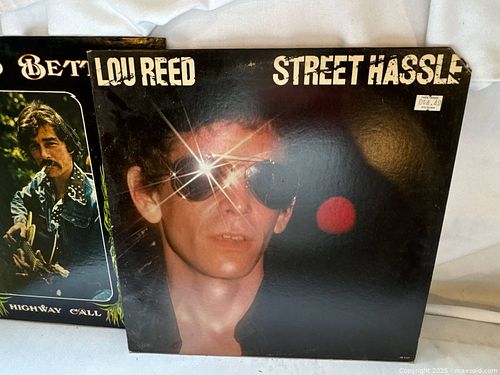 BETT
HIGHWAY CALL
LOU REED
STREET HASSLE
Copyright © 2025 - maxsold.com